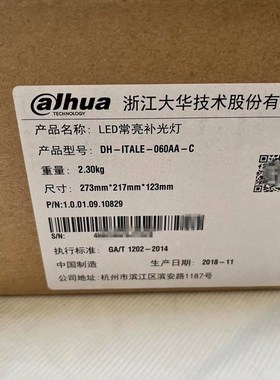 alhua
TECHNOLOGY
浙江大华技术股份有
产品名称: LED常亮补光灯
产品型号: DH-ITALE-060AA-C
重量: 2.30kg
尺寸: 273mm*217mm*123mm
P/N:1.0.01.09.10829
S/N:
执行标准: GA/T 1202-2014
中国制造 生产日期: 2018-11
公司地址: 杭州市滨江区滨安路1187号